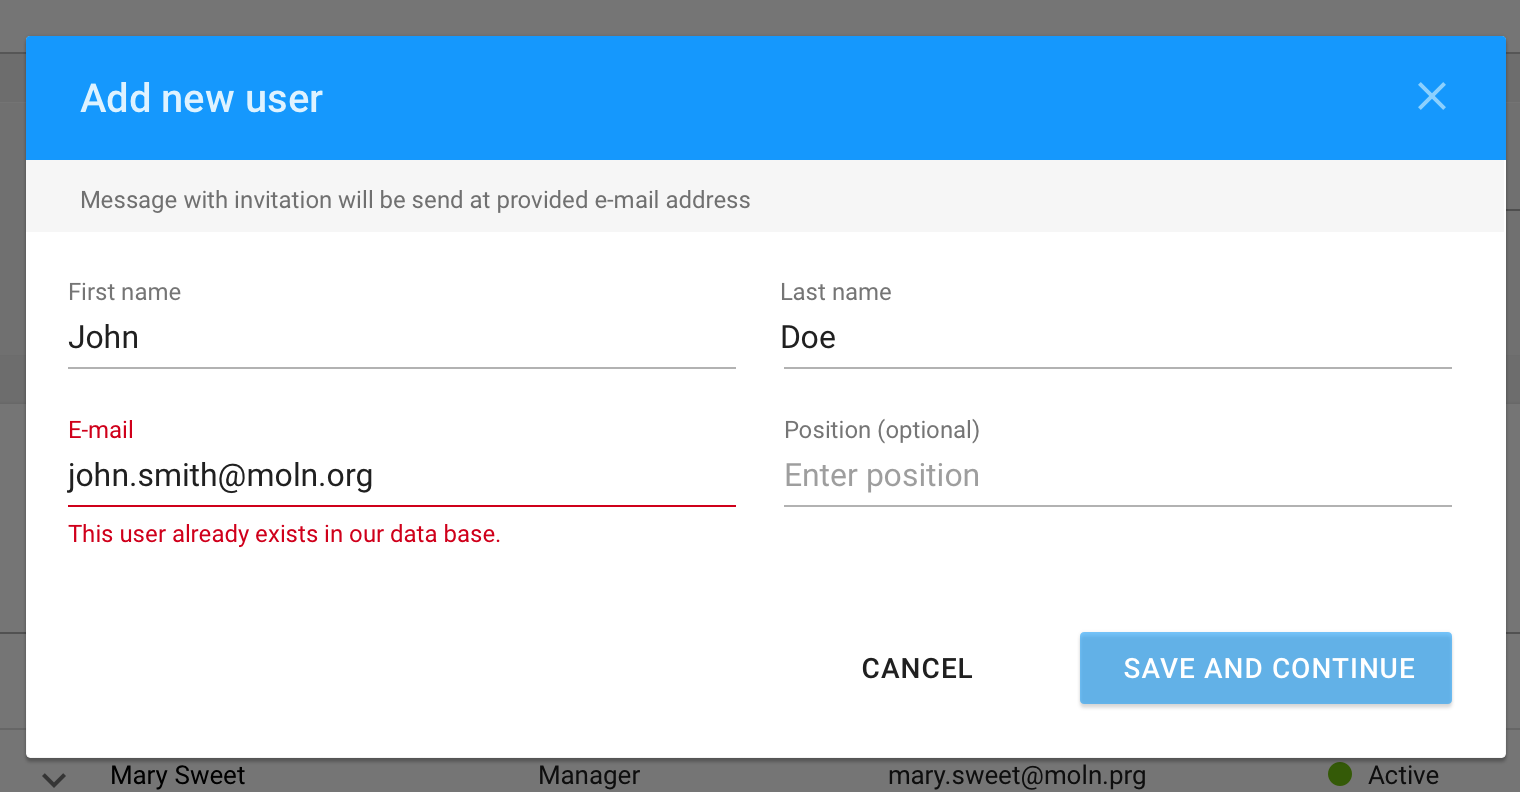 Add new user
Message with invitation will be send at provided e-mail address
First name
Last name
John
Doe
E-mail
Position (optional)
john.smith@moln.org
Enter position
This user already exists in our data base.
CANCEL
SAVE AND CONTINUE
Mary Sweet
Manager
mary.sweet@moln.prg
Active